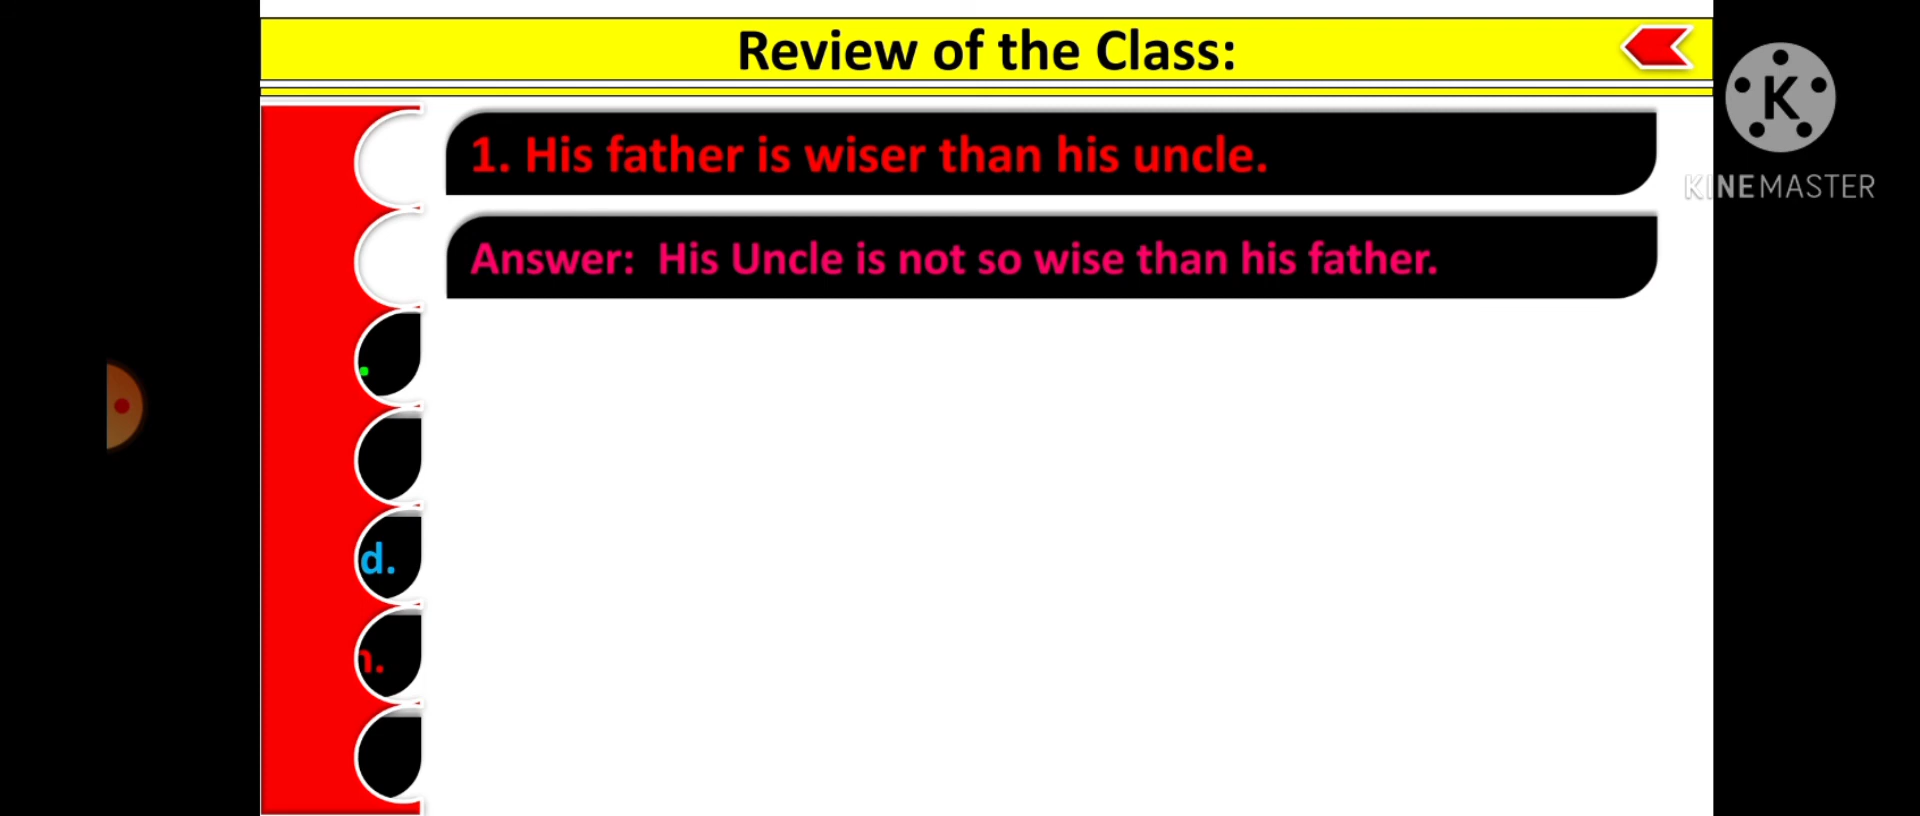 Review of the Class:
K
KINEMASTER
1. His father is wiser than his uncle.
Answer: His Uncle is not so wise than his father.
.
d.
n.